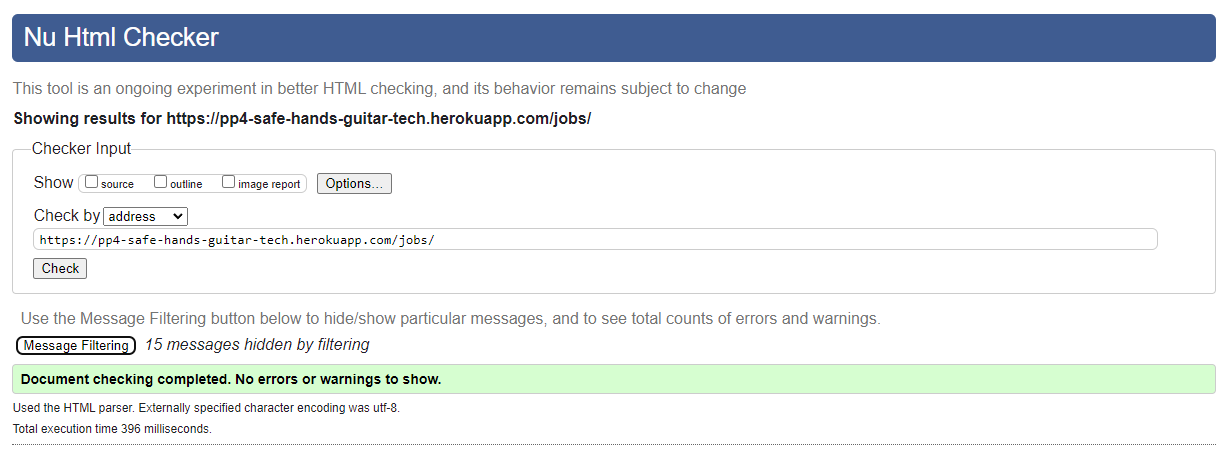 Nu Html Checker
This tool is an ongoing experiment in better HTML checking, and its behavior remains subject to change
Showing results for https://pp4-safe-hands-guitar-tech.herokuapp.com/jobs/
Checker Input
Show source outline image report Options...
Check by address
https://pp4-safe-hands-guitar-tech.herokuapp.com/jobs/
Check
Use the Message Filtering button below to hide/show particular messages, and to see total counts of errors and warnings.
Message Filtering 15 messages hidden by filtering
Document checking completed. No errors or warnings to show.
Used the HTML parser. Externally specified character encoding was utf-8.
Total execution time 396 milliseconds.